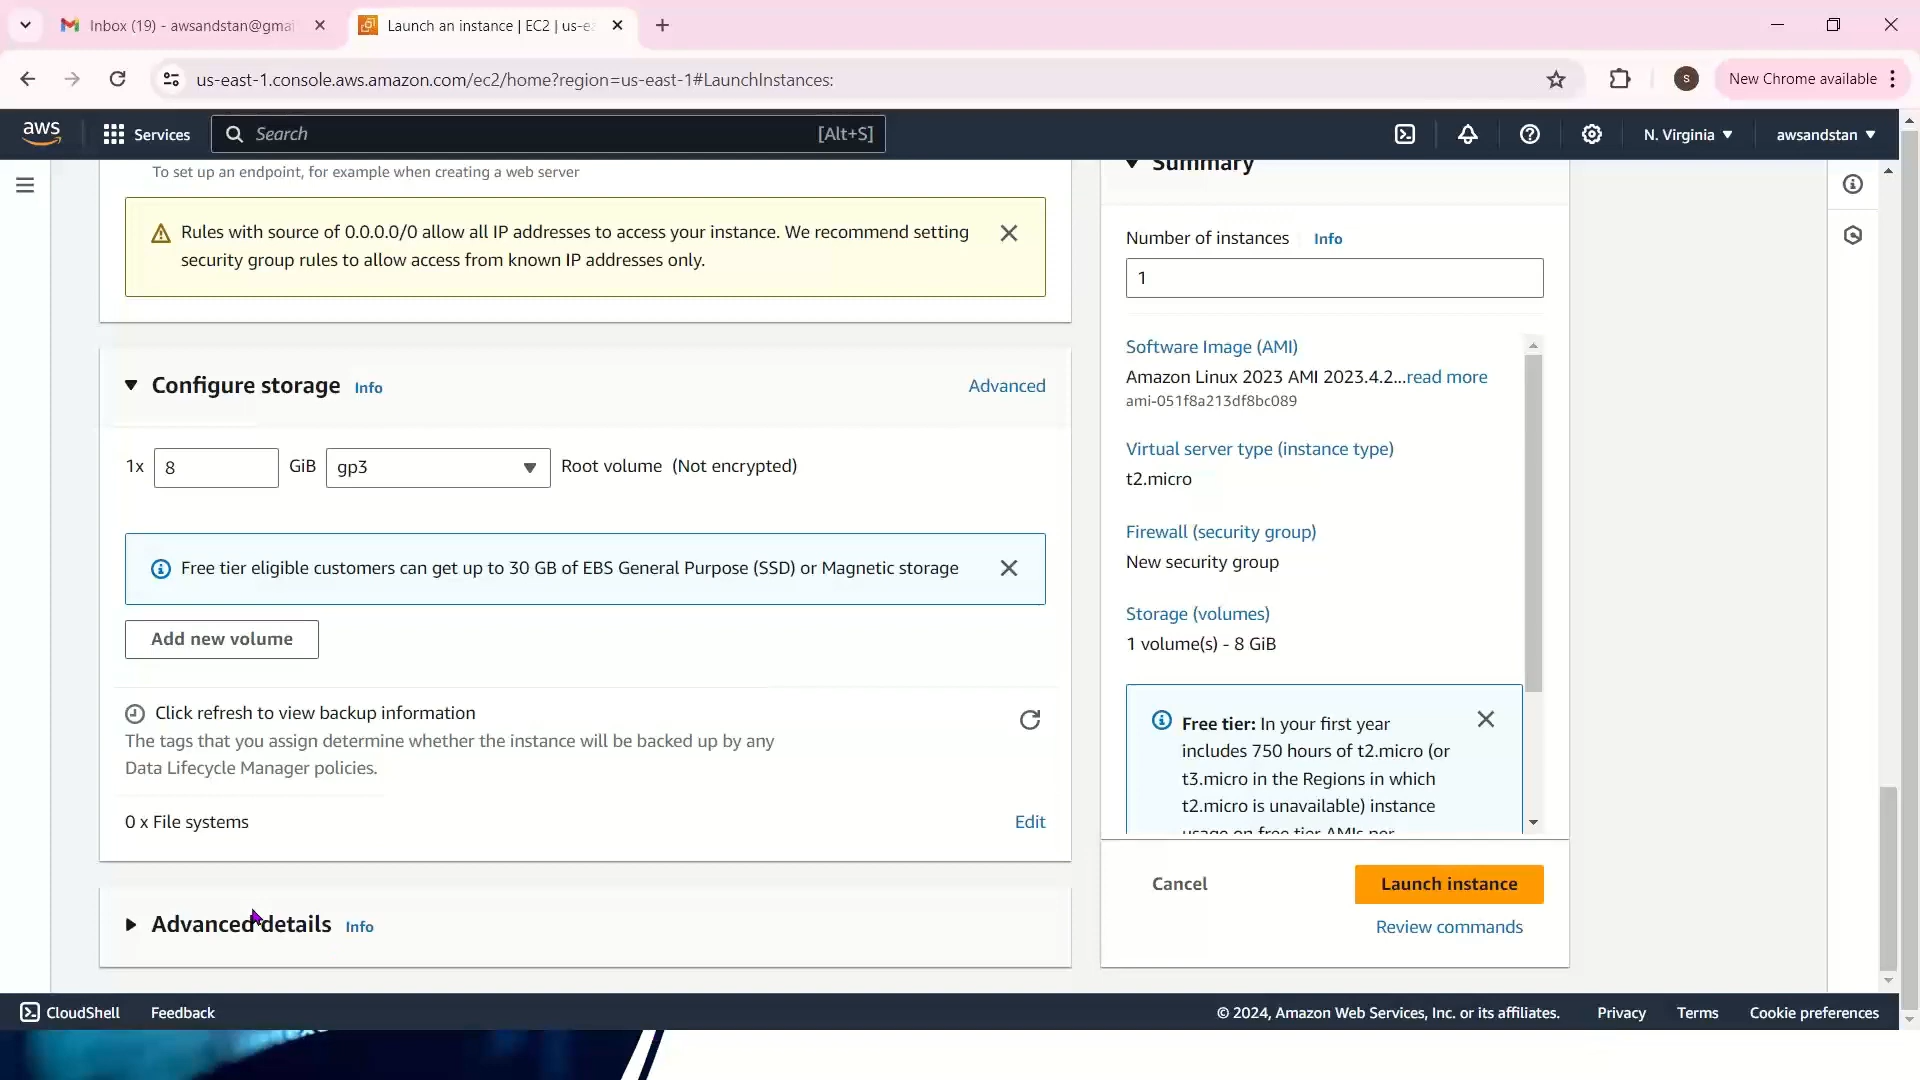 Inbox (19) - awsandstan@gmai
Launch an instance | EC2 | us-ea
us-east-1.console.aws.amazon.com/ec2/home?region=us-east-1#LaunchInstances:
S
New Chrome available
aws
Services
Search
[Alt+S]
N. Virginia
awsandstan
To set up an endpoint, for example when creating a web server
Rules with source of 0.0.0.0/0 allow all IP addresses to access your instance. We recommend setting
security group rules to allow access from known IP addresses only.
Configure storage Info
Advanced
1x 8 GiB gp3 Root volume (Not encrypted)
Free tier eligible customers can get up to 30 GB of EBS General Purpose (SSD) or Magnetic storage
Add new volume
Click refresh to view backup information
The tags that you assign determine whether the instance will be backed up by any
Data Lifecycle Manager policies.
0 x File systems
Edit
Advanced details Info
Summary
Number of instances Info
1
Software Image (AMI)
Amazon Linux 2023 AMI 2023.4.2...read more
ami-051f8a213df8bc089
Virtual server type (instance type)
t2.micro
Firewall (security group)
New security group
Storage (volumes)
1 volume(s) - 8 GiB
Free tier: In your first year
includes 750 hours of t2.micro (or
t3.micro in the Regions in which
t2.micro is unavailable) instance
usage on free tier AMIs per
Cancel
Launch instance
Review commands
CloudShell
Feedback
© 2024, Amazon Web Services, Inc. or its affiliates.
Privacy
Terms
Cookie preferences